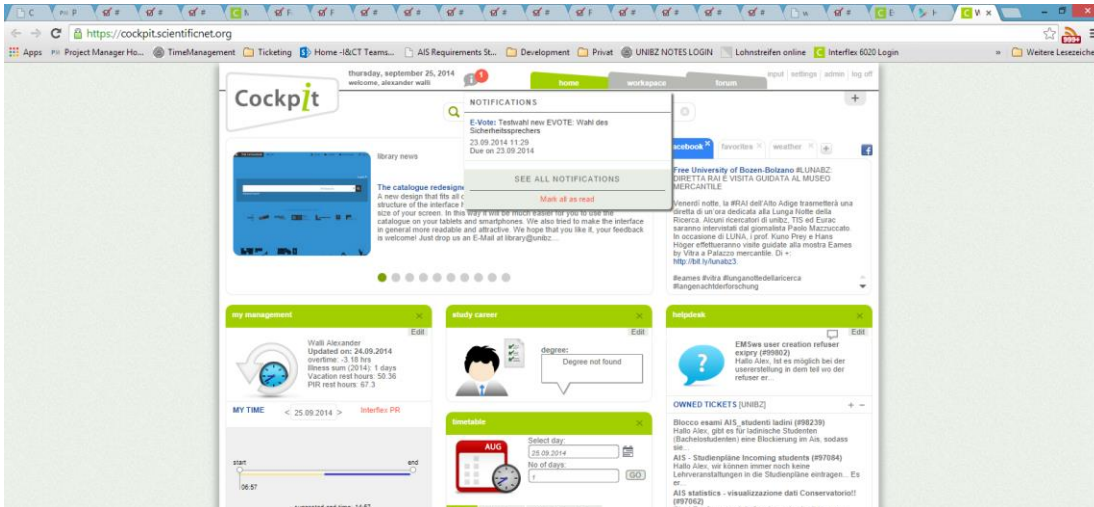 https://cockpit.scientificnet.org
Apps
Project Manager Ho...
TimeManagement
Ticketing
Home -I&CT Teams...
AIS Requirements St...
Development
Privat
UNIBZ NOTES LOGIN
Lohnstreifen online
Interflex 6020 Login
»
Weitere Lesezeichen
Cockpit
thursday, september 25, 2014
welcome, alexander walli
1
home
workspace
forum
input | settings | admin | log off
+
NOTIFICATIONS
E-Vote: Testwahl new EVOTE: Wahl des
Sicherheitssprechers
23.09.2014 11:29
Due on 23.09.2014
SEE ALL NOTIFICATIONS
Mark all as read
library news
The catalogue redesigne
A new design that fits all
structure of the interface
size of your screen. In this way it will be much easier for you to use the
catalogue on your tablets and smartphones. We also tried to make the interface
in general more readable and attractive. We hope that you like it, your feedback
is welcome! Just drop us an E-Mail at library@unibz....
acebook
favorites
weather
Free University of Bozen-Bolzano #LUNABZ:
DIRETTA RAI E VISITA GUIDATA AL MUSEO
MERCANTILE
Venerdì notte, la #RAI dell'Alto Adige trasmetterà una
diretta di un'ora dedicata alla Lunga Notte della
Ricerca. Alcuni ricercatori di unibz, TIS ed Eurac
saranno intervistati dal giornalista Paolo Mazzuccato.
In occasione di LUNA, i prof. Kuno Prey e Hans
Höger effettueranno visite guidate alla mostra Eames
by Vitra a Palazzo mercantile. Di +:
http://bit.ly/lunabz3.
#eames #vitra #lunganottedellaricerca
#langenachtderforschung
my management
Edit
Walli Alexander
Updated on: 24.09.2014
overtime: -3.18 hrs
Illness sum (2014): 1 days
Vacation rest hours: 50.36
PIR rest hours: 67.3
MY TIME
< 25.09.2014 >
Interflex PR
start
end
06:57
suggested end time: 14:57
study career
Edit
degree:
Degree not found
timetable
AUG
Select day:
25.09.2014
No of days:
1
GO
helpdesk
Edit
EMSws user creation refuser
exipry (#99802)
Hallo Alex, Ist es möglich bei der
usererstellung in dem teil wo der
refuser er...
OWNED TICKETS [UNIBZ]
+ −
Blocco esami AIS_studenti ladini (#98239)
Hallo Alex, gibt es für ladinische Studenten
(Bachelostudenten) eine Blockierung im Ais, sodass
sie...
AIS - Studienpläne Incoming students (#97084)
Hallo Alex, wir können immer noch keine
Lehrveranstaltungen in die Studienpläne eintragen... Es
er...
AIS statistics - visualizzazione dati Conservatorio!!
(#97062)